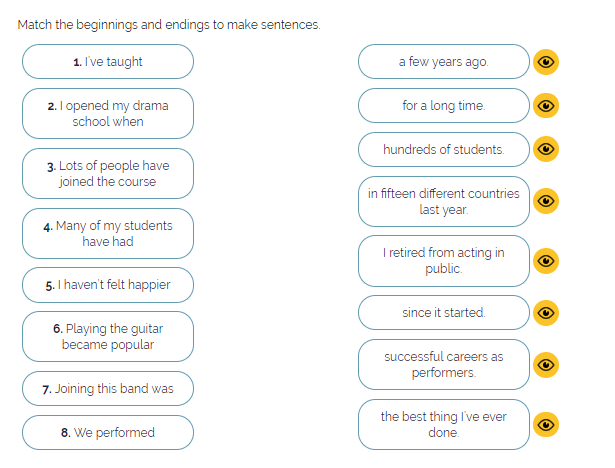 Match the beginnings and endings to make sentences.
1. I've taught
2. I opened my drama
school when
3. Lots of people have
joined the course
4. Many of my students
have had
5. I haven't felt happier
6. Playing the guitar
became popular
7. Joining this band was
8. We performed
a few years ago.
for a long time.
hundreds of students.
in fifteen different countries
last year.
I retired from acting in
public.
since it started.
successful careers as
performers.
the best thing I've ever
done.